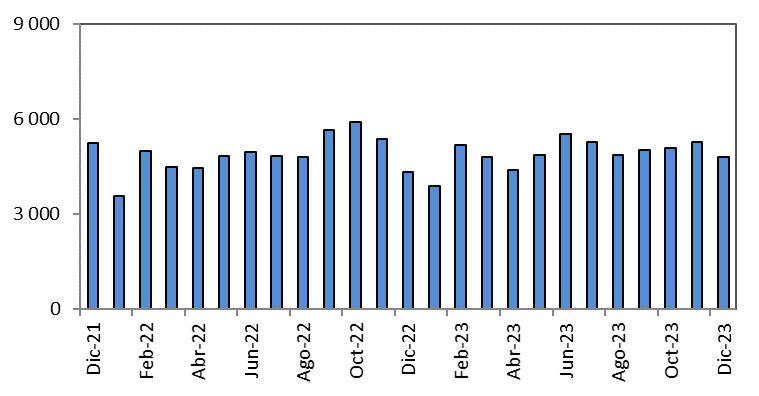 9 000
6 000
3 000
0
Dic-21
Feb-22
Abr-22
Jun-22
Ago-22
Oct-22
Dic-22
Feb-23
Abr-23
Jun-23
Ago-23
Oct-23
Dic-23